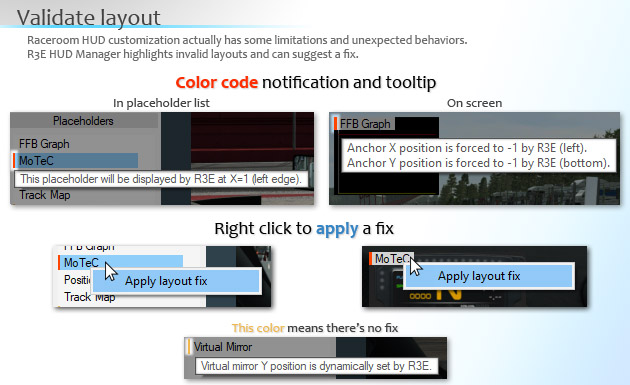 Validate layout
Raceroom HUD customization actually has some limitations and unexpected behaviors.
R3E HUD Manager highlights invalid layouts and can suggest a fix.
Color code notification and tooltip
In placeholder list
On screen
Placeholders
FFB Graph
MoTeC
This placeholder will be displayed by R3E at X=1 (left edge).
Track Map
FFB Graph
Anchor X position is forced to -1 by R3E (left).
Anchor Y position is forced to -1 by R3E (bottom).
Right click to apply a fix
FFB Graph
MoTeC
Apply layout fix
Positio
Track Map
MoTeC
Apply layout fix
This color means there's no fix
Virtual Mirror
Virtual mirror Y position is dynamically set by R3E.